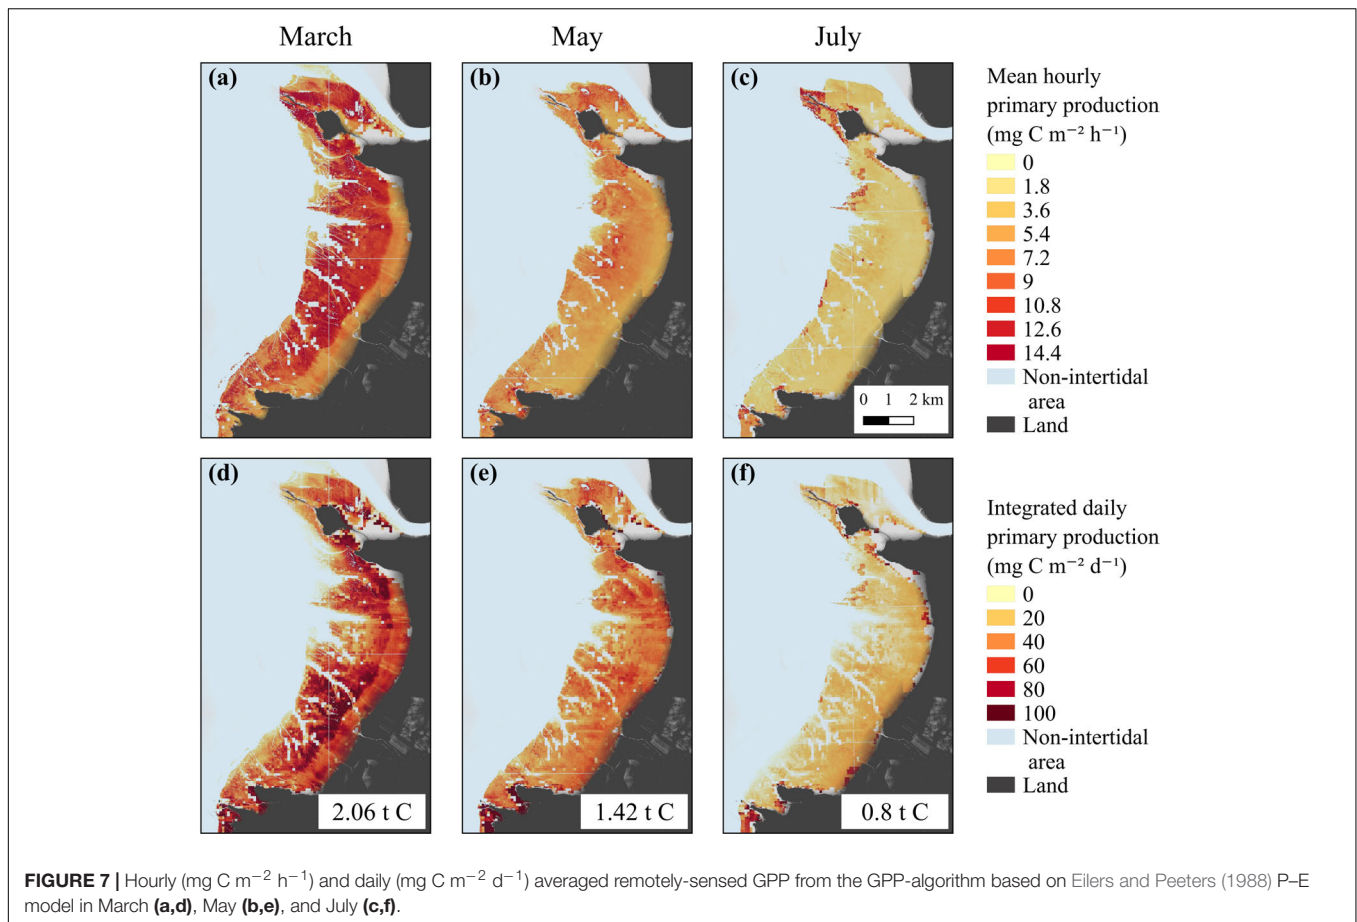 March
May
July
(a)
(b)
(c)
Mean hourly
primary production
(mg C m⁻² h⁻¹)
0
1.8
3.6
5.4
7.2
9
10.8
12.6
14.4
Non-intertidal
area
Land
0 1 2 km
(d)
(e)
(f)
Integrated daily
primary production
(mg C m⁻² d⁻¹)
0
20
40
60
80
100
Non-intertidal
area
Land
2.06 t C
1.42 t C
0.8 t C
FIGURE 7 | Hourly (mg C m⁻² h⁻¹) and daily (mg C m⁻² d⁻¹) averaged remotely-sensed GPP from the GPP-algorithm based on Eilers and Peeters (1988) P–E
model in March (a,d), May (b,e), and July (c,f).